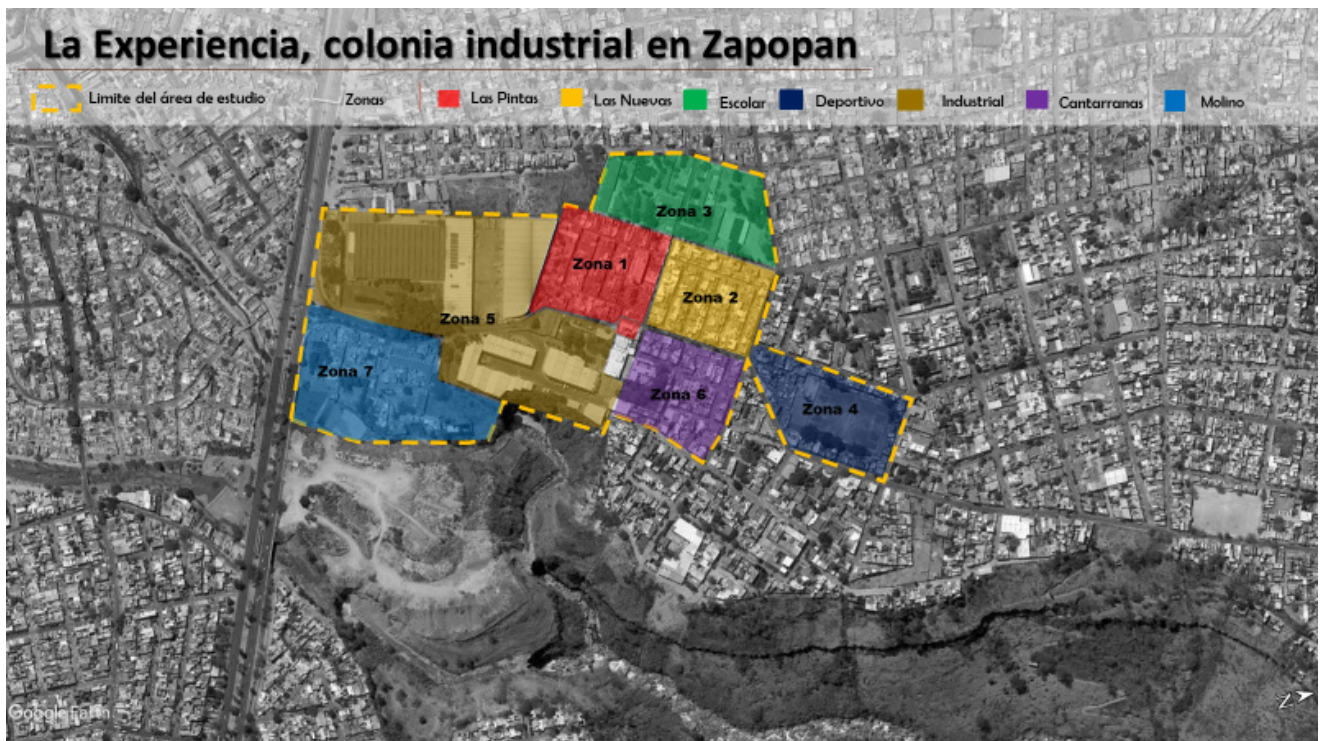 La Experiencia, colonia industrial en Zapopan
Limite del área de estudio Zonas Las Pintas Las Nuevas Escolar Deportivo Industrial Cantarranas Molino
Zona 3
Zona 1
Zona 2
Zona 5
Zona 7
Zona 6
Zona 4
Google Earth
Z